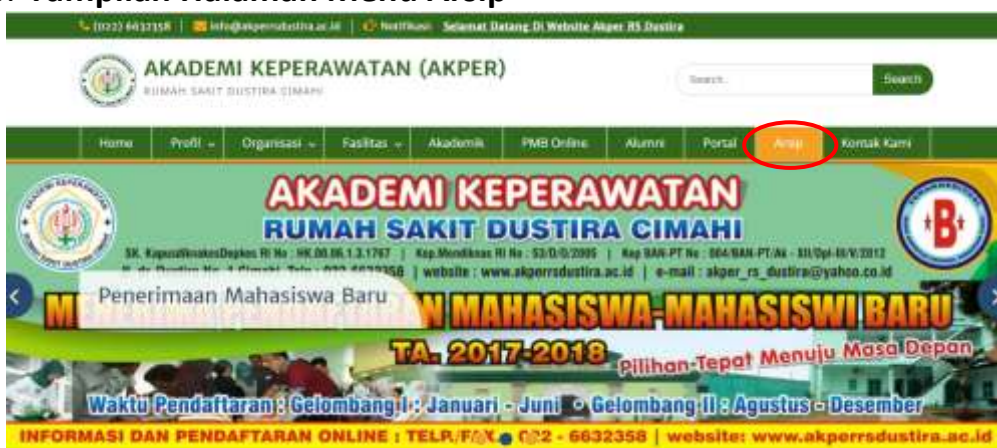 Tampilan Halaman Menu Arsip
(022) 6632358 | info@akperrsdustira.ac.id | Notifikasi: Selamat Datang Di Website Akper RS Dustira
AKADEMI KEPERAWATAN (AKPER)
RUMAH SAKIT DUSTIRA CIMAHI
Search
Search
Home Profil Organisasi Fasilitas Akademik PMB Online Alumni Portal Arsip Kontak Kami
AKADEMI KEPERAWATAN
RUMAH SAKIT DUSTIRA CIMAHI
+B+
website : www.akperrsdustira.ac.id | e-mail : akper_rs_dustira@yahoo.co.id
Penerimaan Mahasiswa Baru
MAHASISWA-MAHASISWI BARU
TA. 2017-2018
Pilihan Tepat Menuju Masa Depan
Waktu Pendaftaran : Gelombang I : Januari - Juni Gelombang II : Agustus - Desember
INFORMASI DAN PENDAFTARAN ONLINE : TELP./FAX. 022 - 6632358 | website: www.akperrsdustira.ac.id